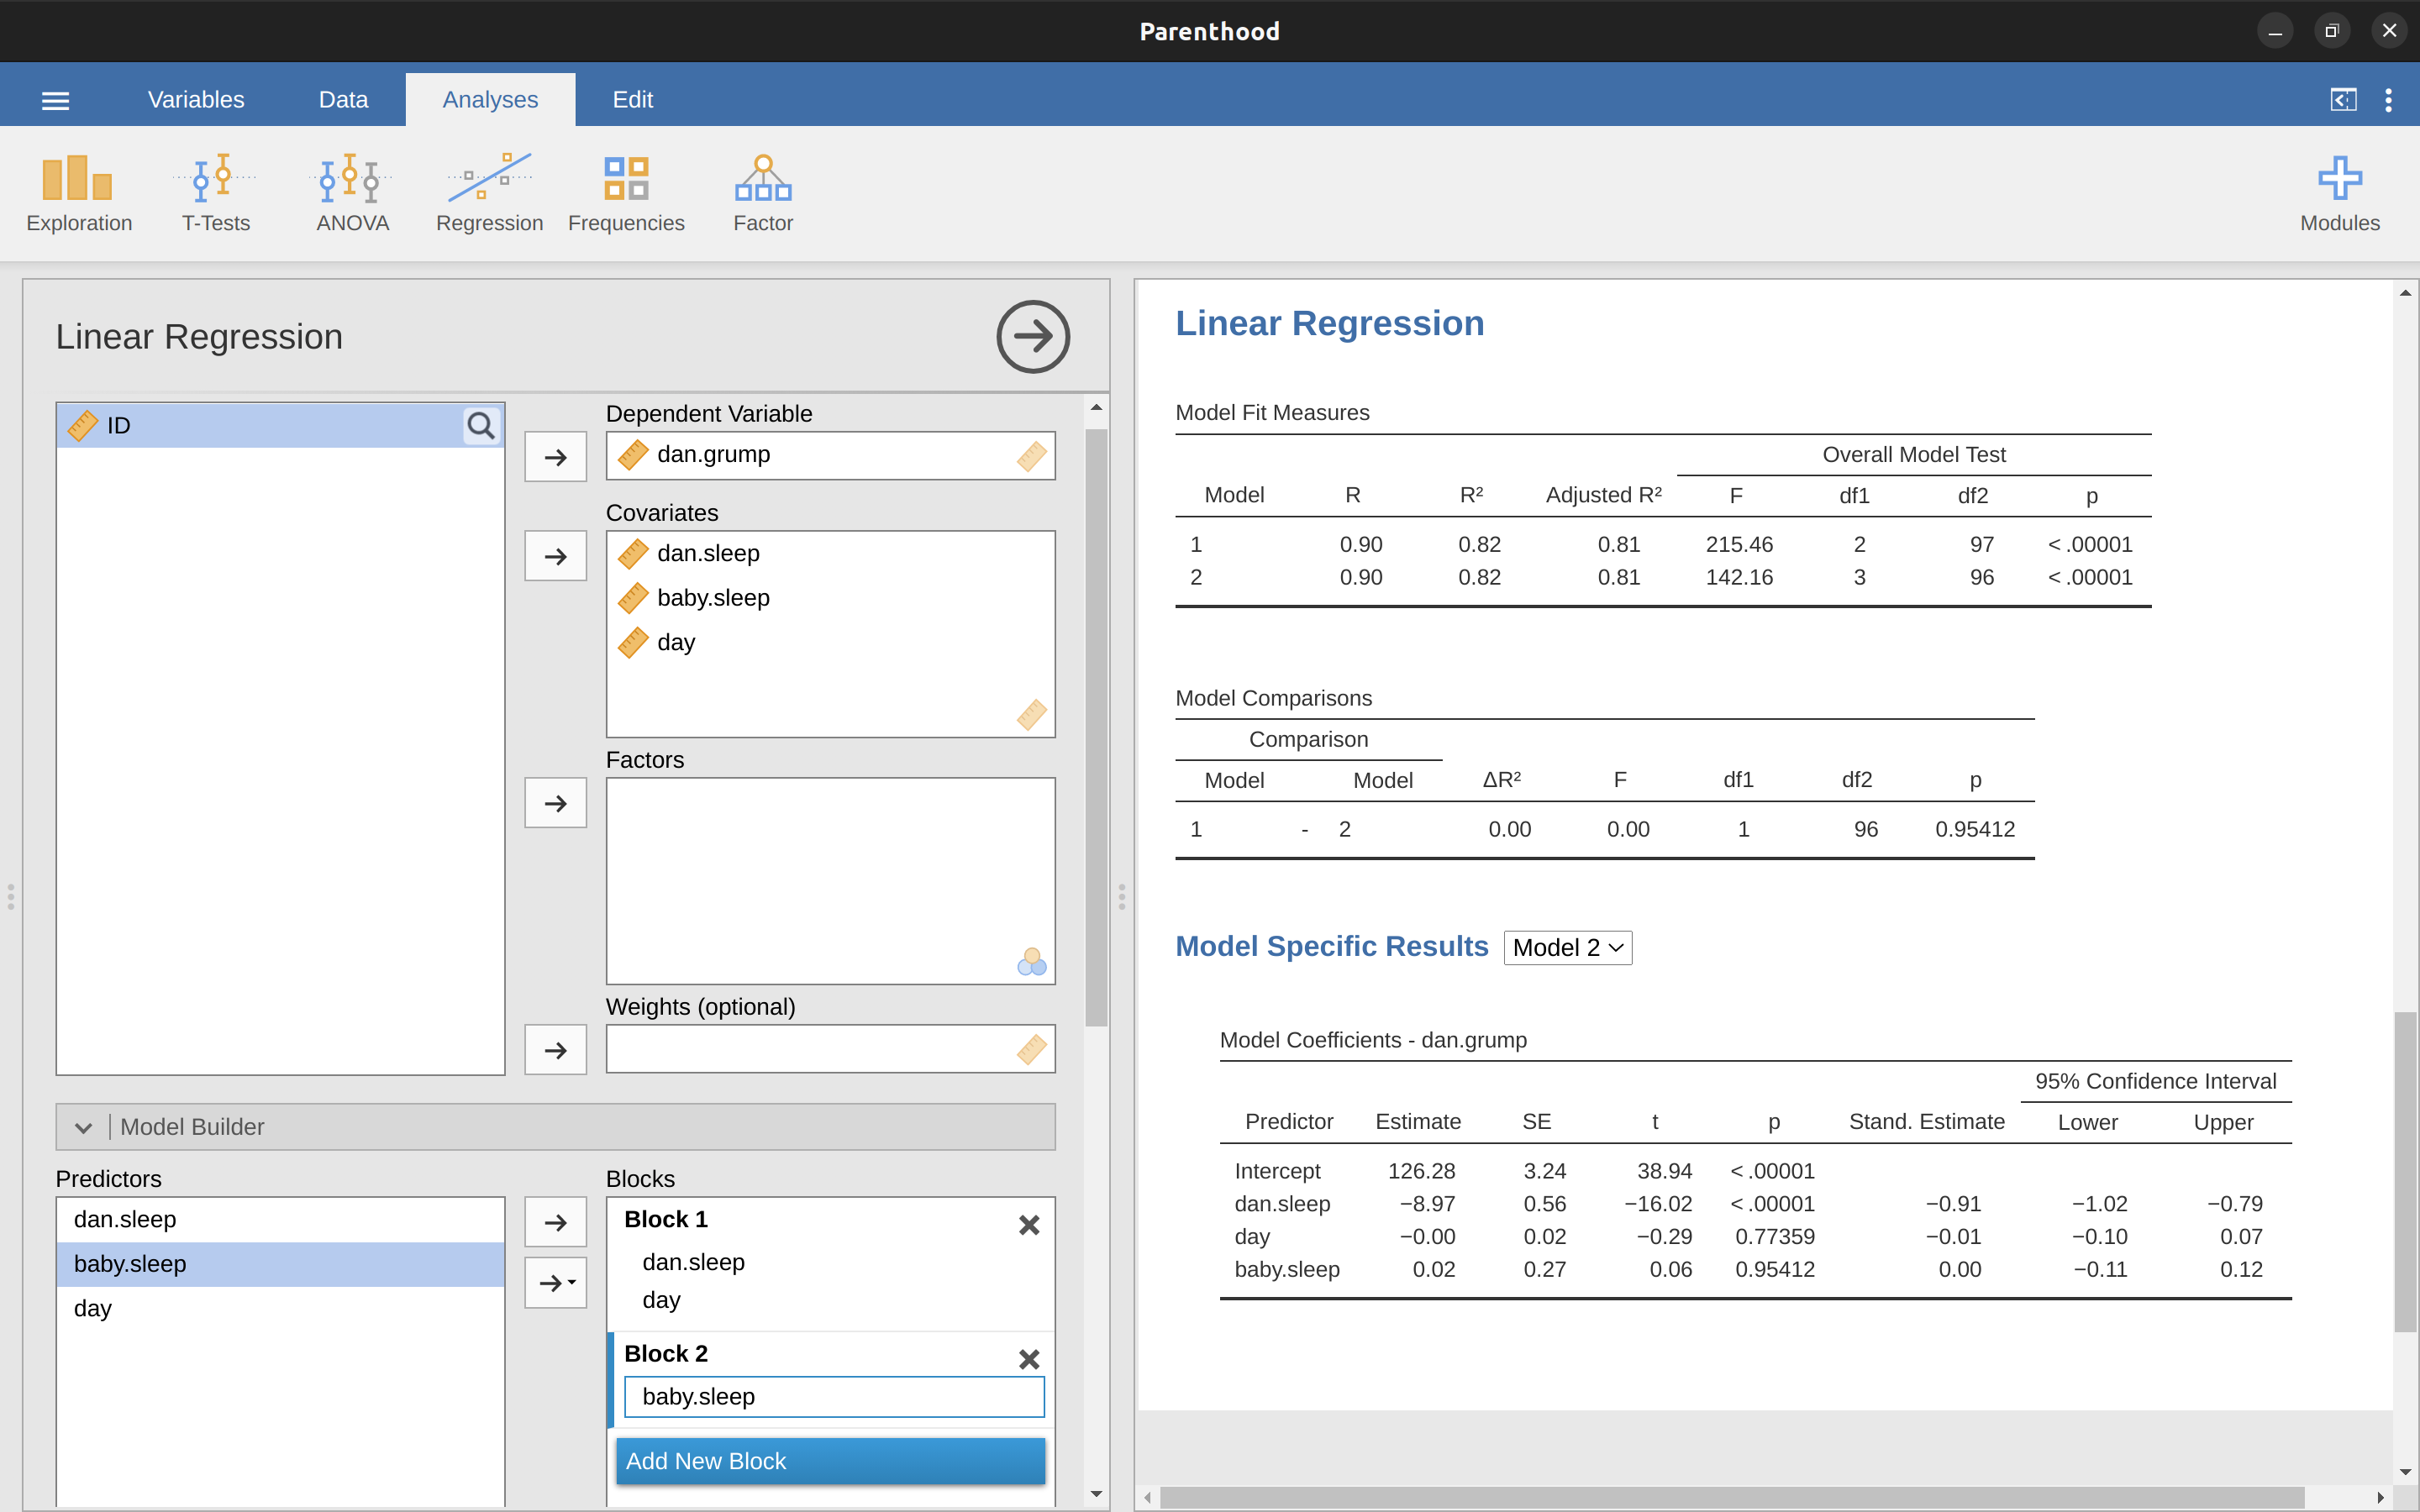 Parenthood
Variables Data Analyses Edit
Exploration T-Tests ANOVA Regression Frequencies Factor Modules
Linear Regression
ID
Dependent Variable
dan.grump
Covariates
dan.sleep
baby.sleep
day
Factors
Weights (optional)
Model Builder
Predictors
dan.sleep
baby.sleep
day
Blocks
Block 1
dan.sleep
day
Block 2
baby.sleep
Add New Block
Linear Regression
Model Fit Measures
Overall Model Test
Model R R² Adjusted R² F df1 df2 p
1 0.90 0.82 0.81 215.46 2 97 < .00001
2 0.90 0.82 0.81 142.16 3 96 < .00001
Model Comparisons
Comparison
Model Model ΔR² F df1 df2 p
1 - 2 0.00 0.00 1 96 0.95412
Model Specific Results Model 2
Model Coefficients - dan.grump
95% Confidence Interval
Predictor Estimate SE t p Stand. Estimate Lower Upper
Intercept 126.28 3.24 38.94 < .00001
dan.sleep −8.97 0.56 −16.02 < .00001 −0.91 −1.02 −0.79
day −0.00 0.02 −0.29 0.77359 −0.01 −0.10 0.07
baby.sleep 0.02 0.27 0.06 0.95412 0.00 −0.11 0.12